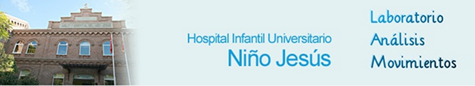 Hospital Infantil Universitario
Niño Jesús
Laboratorio
Análisis
Movimientos